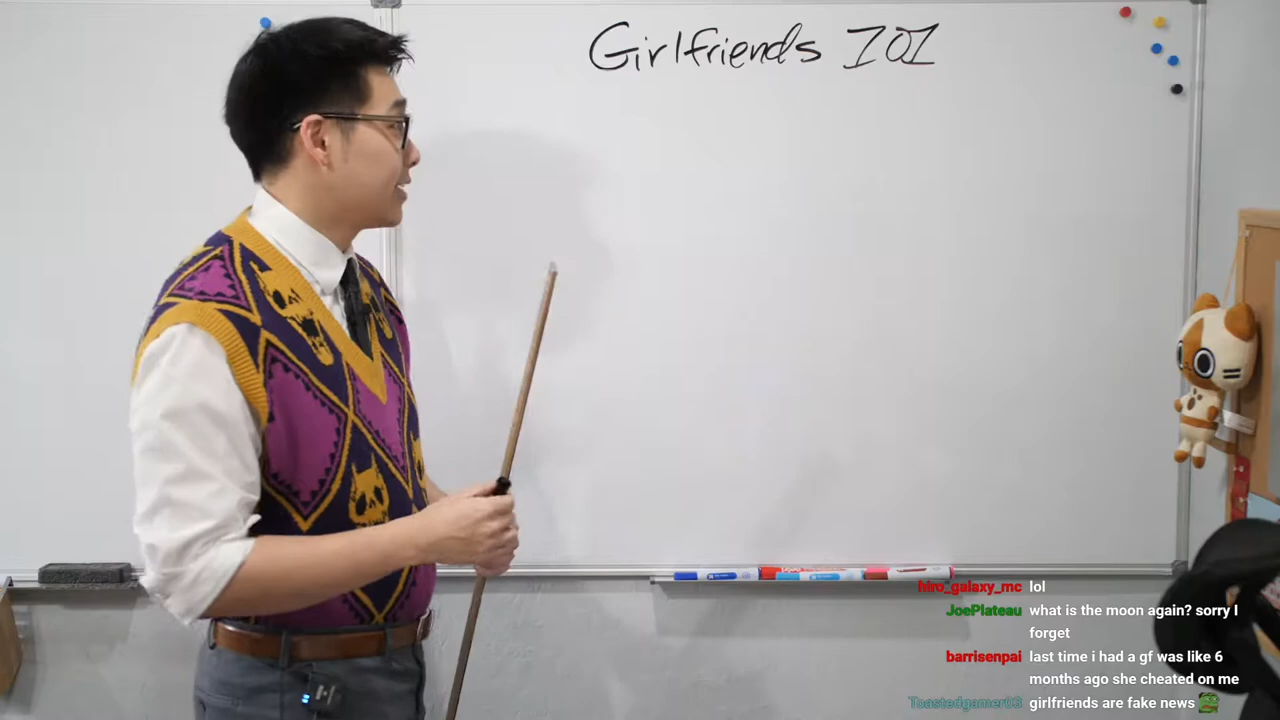 Girlfriends 101
hiro_galaxy_mc lol
JoePlateau what is the moon again? sorry I
forget
barrisenpai last time i had a gf was like 6
months ago she cheated on me
Toastedgamer03 girlfriends are fake news